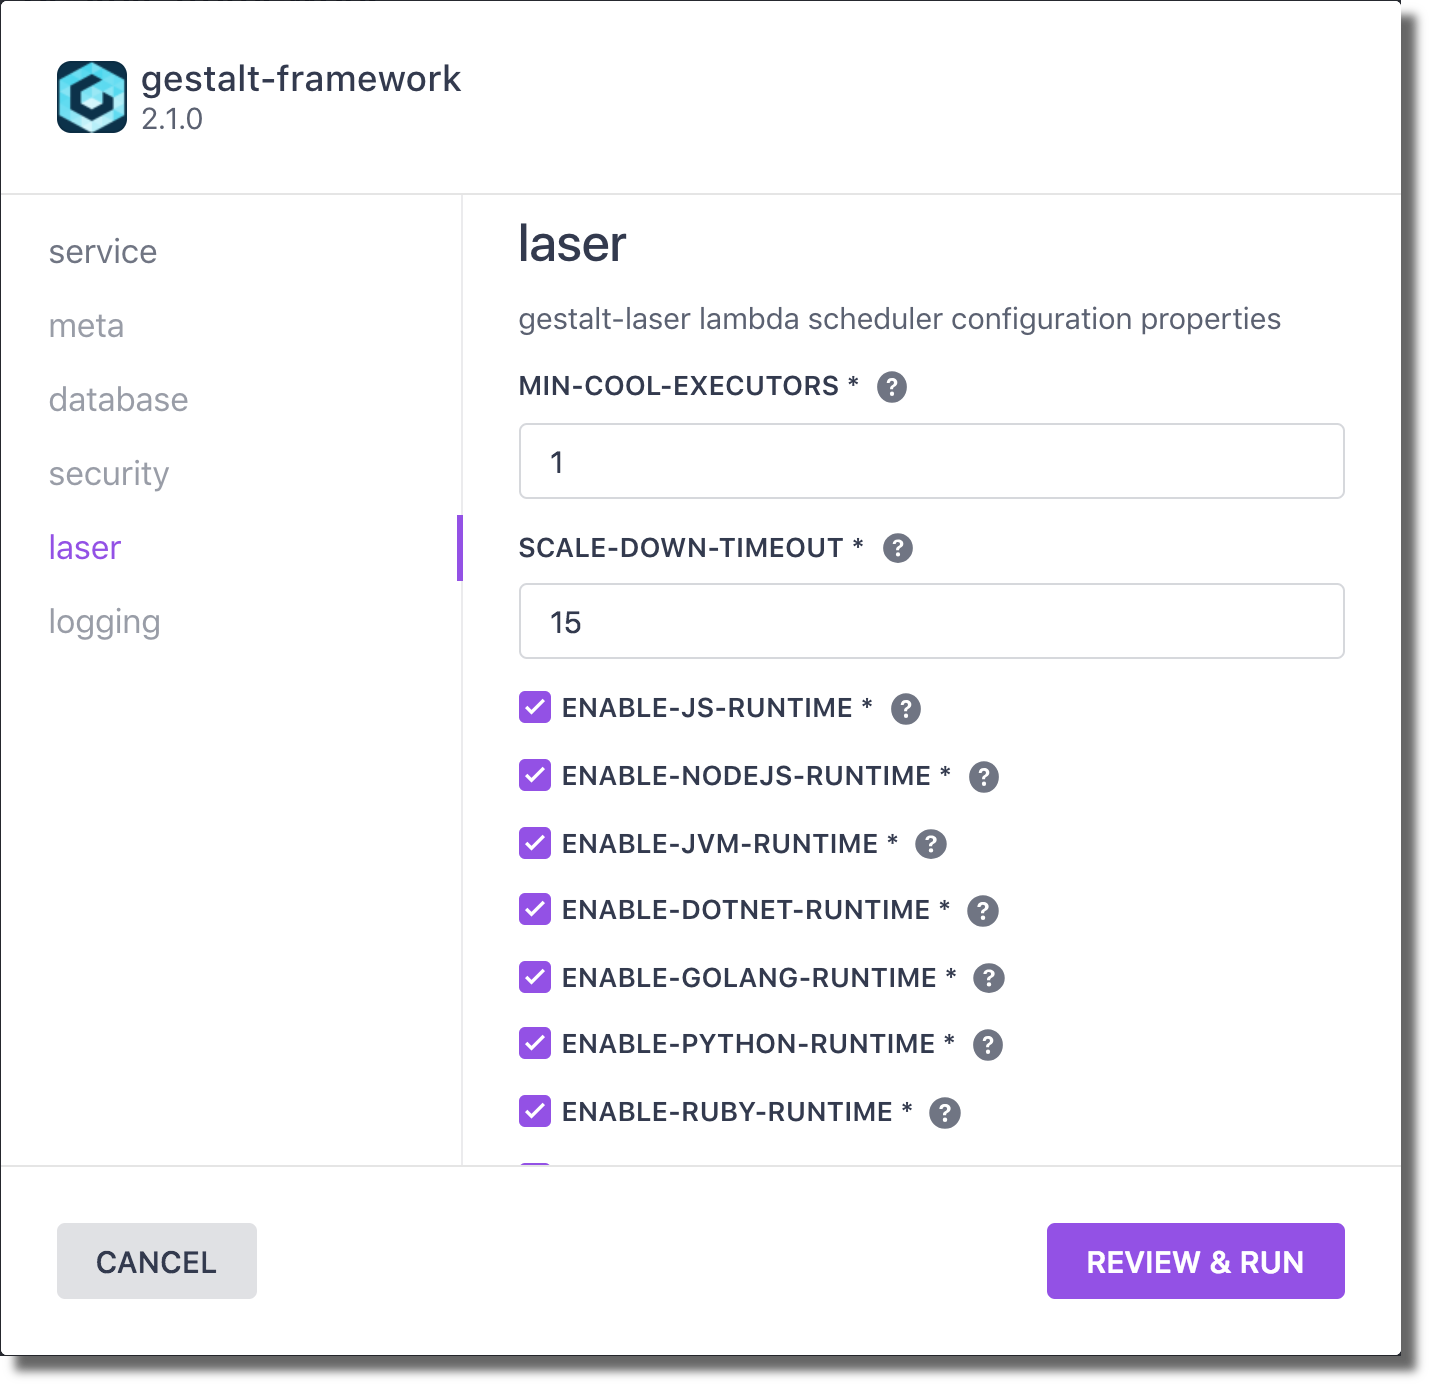 gestalt-framework
2.1.0
service
meta
database
security
laser
logging
laser
gestalt-laser lambda scheduler configuration properties
MIN-COOL-EXECUTORS * ?
1
SCALE-DOWN-TIMEOUT * ?
15
ENABLE-JS-RUNTIME * ?
ENABLE-NODEJS-RUNTIME * ?
ENABLE-JVM-RUNTIME * ?
ENABLE-DOTNET-RUNTIME * ?
ENABLE-GOLANG-RUNTIME * ?
ENABLE-PYTHON-RUNTIME * ?
ENABLE-RUBY-RUNTIME * ?
CANCEL
REVIEW & RUN